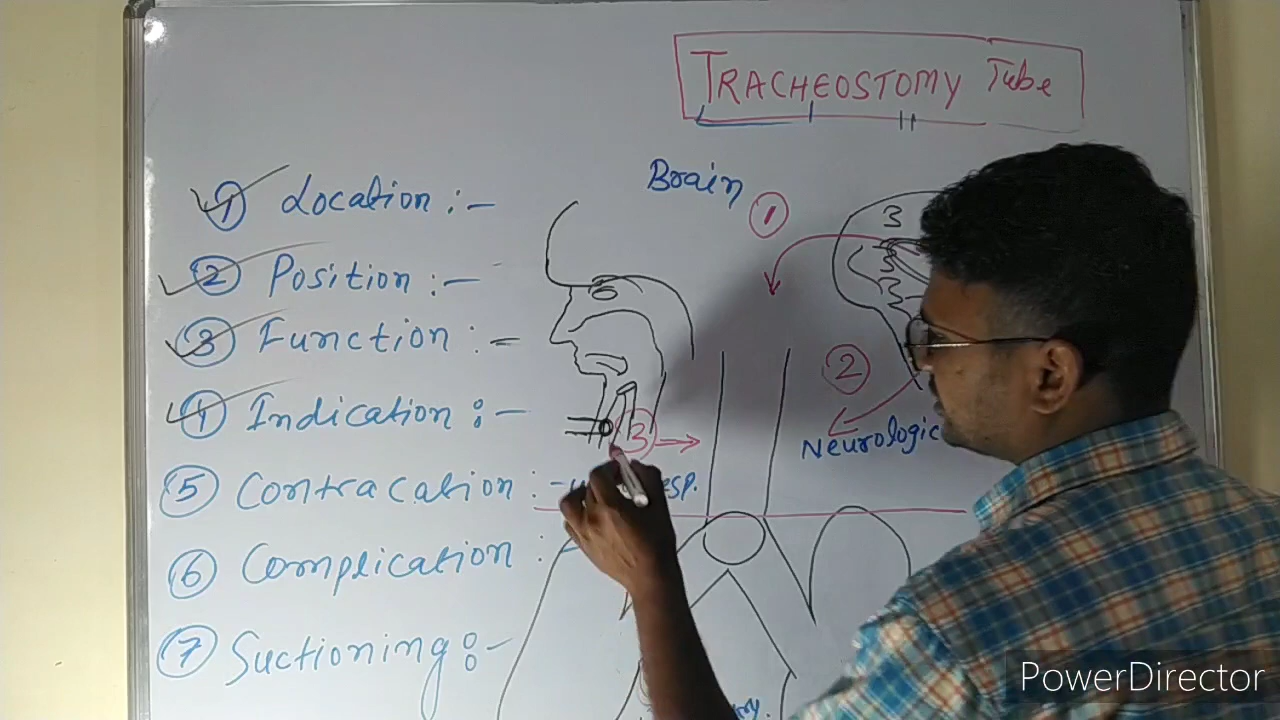 TRACHEOSTOMY Tube
① Location :-
② Position :-
③ Function :-
④ Indication :-
⑤ Contracation :-
⑥ Complication :
⑦ Suctioning :-
Brain
①
3
②
Neurologic
③
esp.
PowerDirector